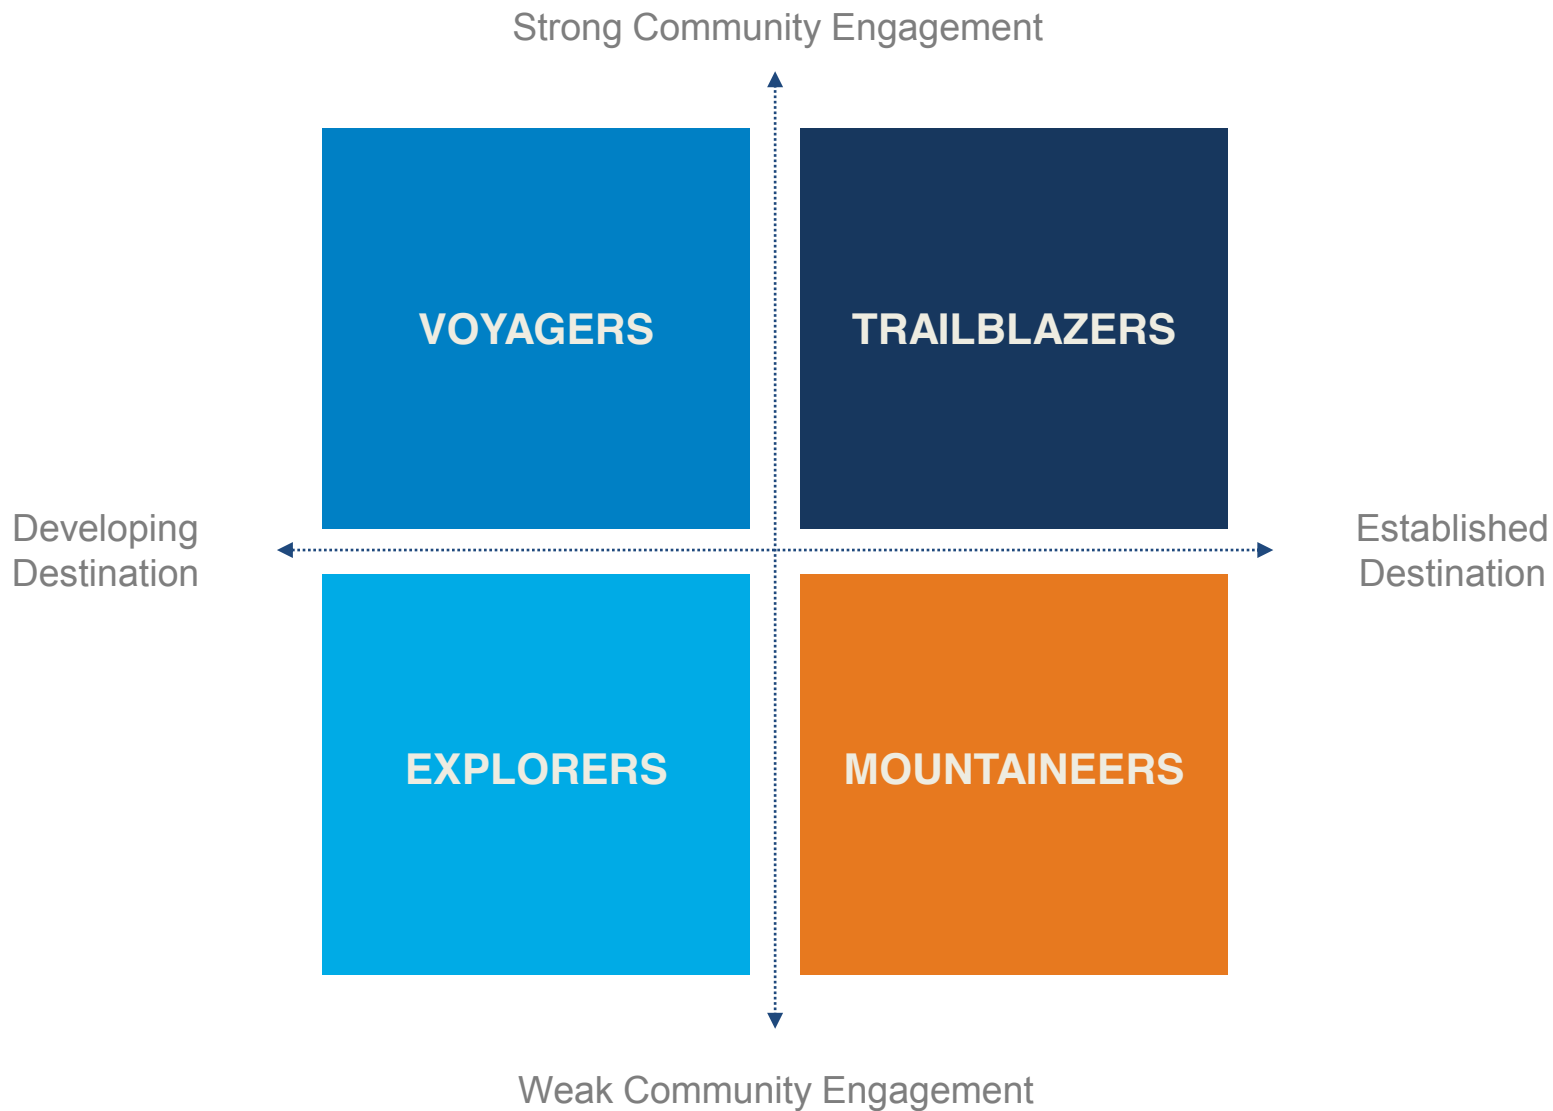 Strong Community Engagement
VOYAGERS
TRAILBLAZERS
Developing
Destination
Established
Destination
EXPLORERS
MOUNTAINEERS
Weak Community Engagement